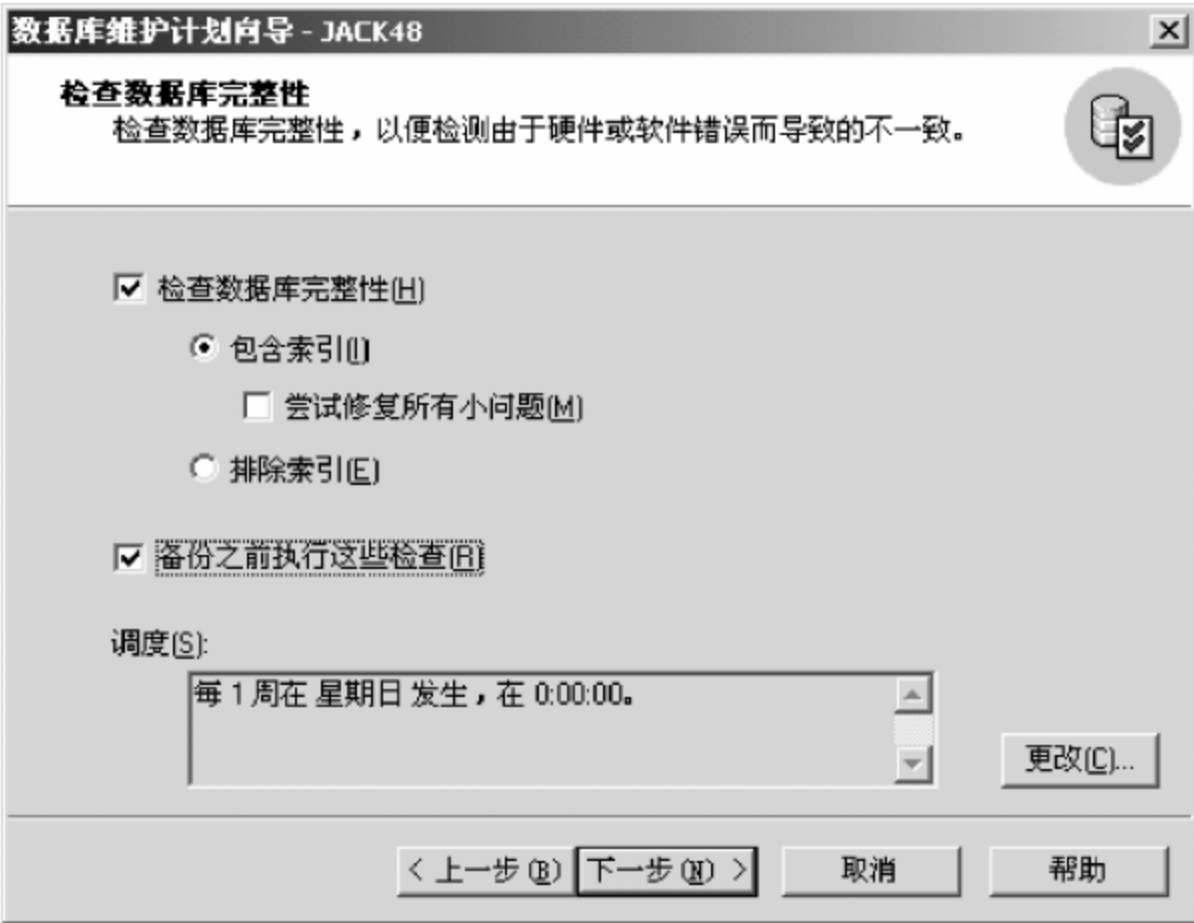 数据库维护计划向导 - JACK48
检查数据库完整性
检查数据库完整性，以便检测由于硬件或软件错误而导致的不一致。
检查数据库完整性(H)
包含索引(I)
尝试修复所有小问题(M)
排除索引(E)
备份之前执行这些检查(R)
调度(S):
每 1 周在 星期日 发生，在 0:00:00。
更改(C)...
< 上一步(B) 下一步(N) > 取消 帮助